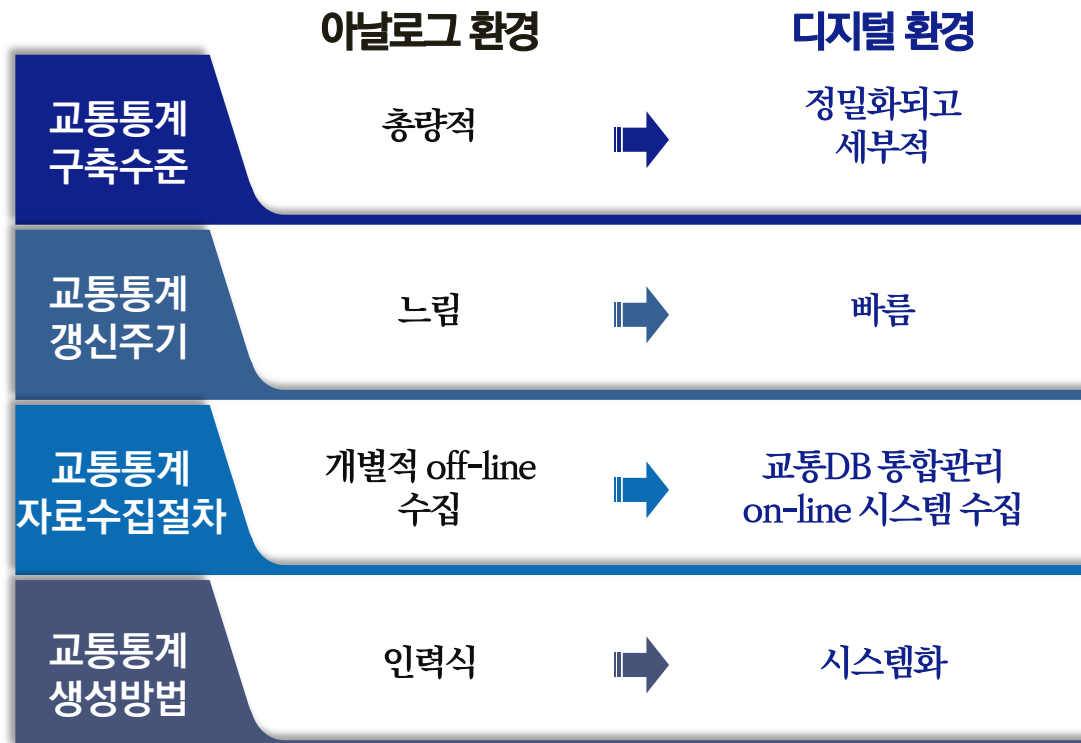 아날로그 환경
디지털 환경
교통통계
구축수준
총량적
정밀화되고
세부적
교통통계
갱신주기
느림
빠름
교통통계
자료수집절차
개별적 off-line
수집
교통DB 통합관리
on-line 시스템 수집
교통통계
생성방법
인력식
시스템화